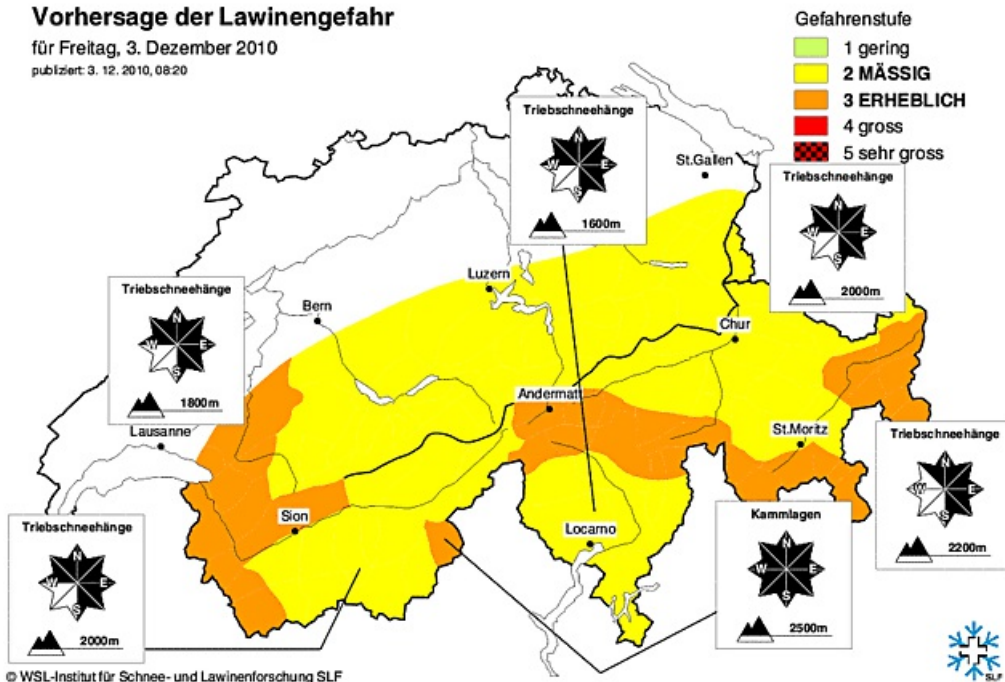 Vorhersage der Lawinengefahr
für Freitag, 3. Dezember 2010
publiziert: 3. 12. 2010, 08:20
Gefahrenstufe
1 gering
2 MÄSSIG
3 ERHEBLICH
4 gross
5 sehr gross
Triebschneehänge
N
W E
S
1600m
St.Gallen
Triebschneehänge
N
W E
S
2000m
Luzern
Triebschneehänge
N
W E
S
1800m
Bern
Chur
Andermatt
Lausanne
St.Moritz
Triebschneehänge
N
W E
S
2200m
Sion
Locarno
Kammlagen
N
W E
S
2500m
Triebschneehänge
N
W E
S
2000m
SLF
© WSL-Institut für Schnee- und Lawinenforschung SLF